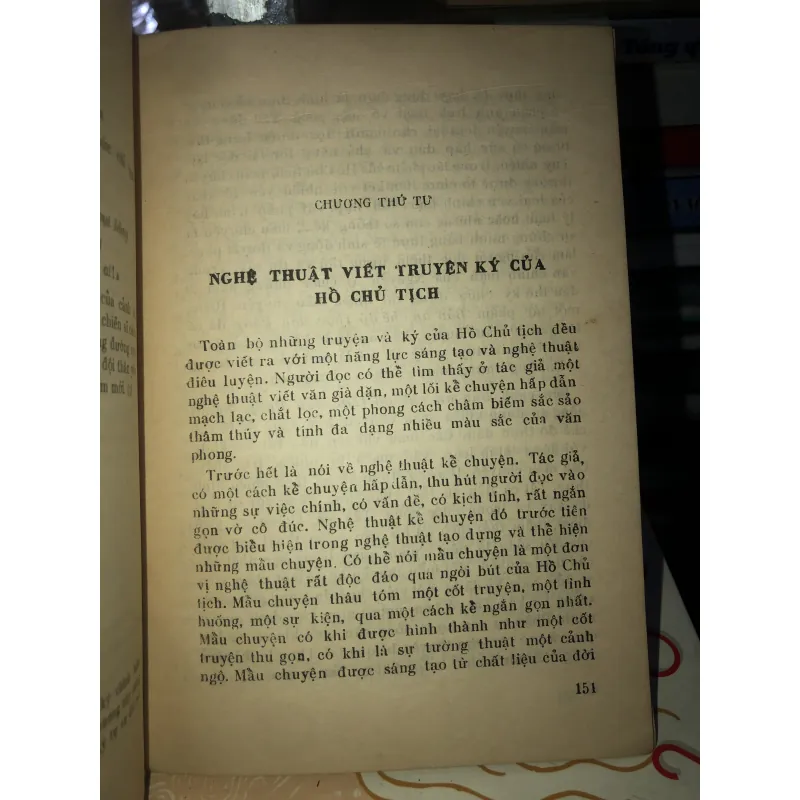 CHƯƠNG THỨ TƯ
NGHỆ THUẬT VIẾT TRUYỆN KÝ CỦA
HỒ CHỦ TỊCH
Toàn bộ những truyện và ký của Hồ Chủ tịch đều
được viết ra với một năng lực sáng tạo và nghệ thuật
điêu luyện. Người đọc có thể tìm thấy ở tác giả một
nghệ thuật viết văn già dặn, một lối kể chuyện hấp dẫn
mạch lạc, chắt lọc, một phong cách châm biếm sắc sảo
thâm thúy và tính đa dạng nhiều màu sắc của văn
phong.
Trước hết là nói về nghệ thuật kể chuyện. Tác giả,
có một cách kể chuyện hấp dẫn, thu hút người đọc vào
những sự việc chính, có vấn đề, có kịch tính, rất ngắn
gọn vờ cô đúc. Nghệ thuật kể chuyện đó trước tiên
được biểu hiện trong nghệ thuật tạo dựng và thể hiện
những mẩu chuyện. Có thể nói mẩu chuyện là một đơn
vị nghệ thuật rất độc đáo qua ngòi bút của Hồ Chủ
tịch. Mẩu chuyện thâu tóm một cốt truyện, một tình
huống, một sự kiện, qua một cách kể ngắn gọn nhất.
Mẩu chuyện có khi được hình thành như một cốt
truyện thu gọn, có khi là sự tường thuật một cảnh
ngộ. Mẩu chuyện được sáng tạo từ chất liệu của đời
151